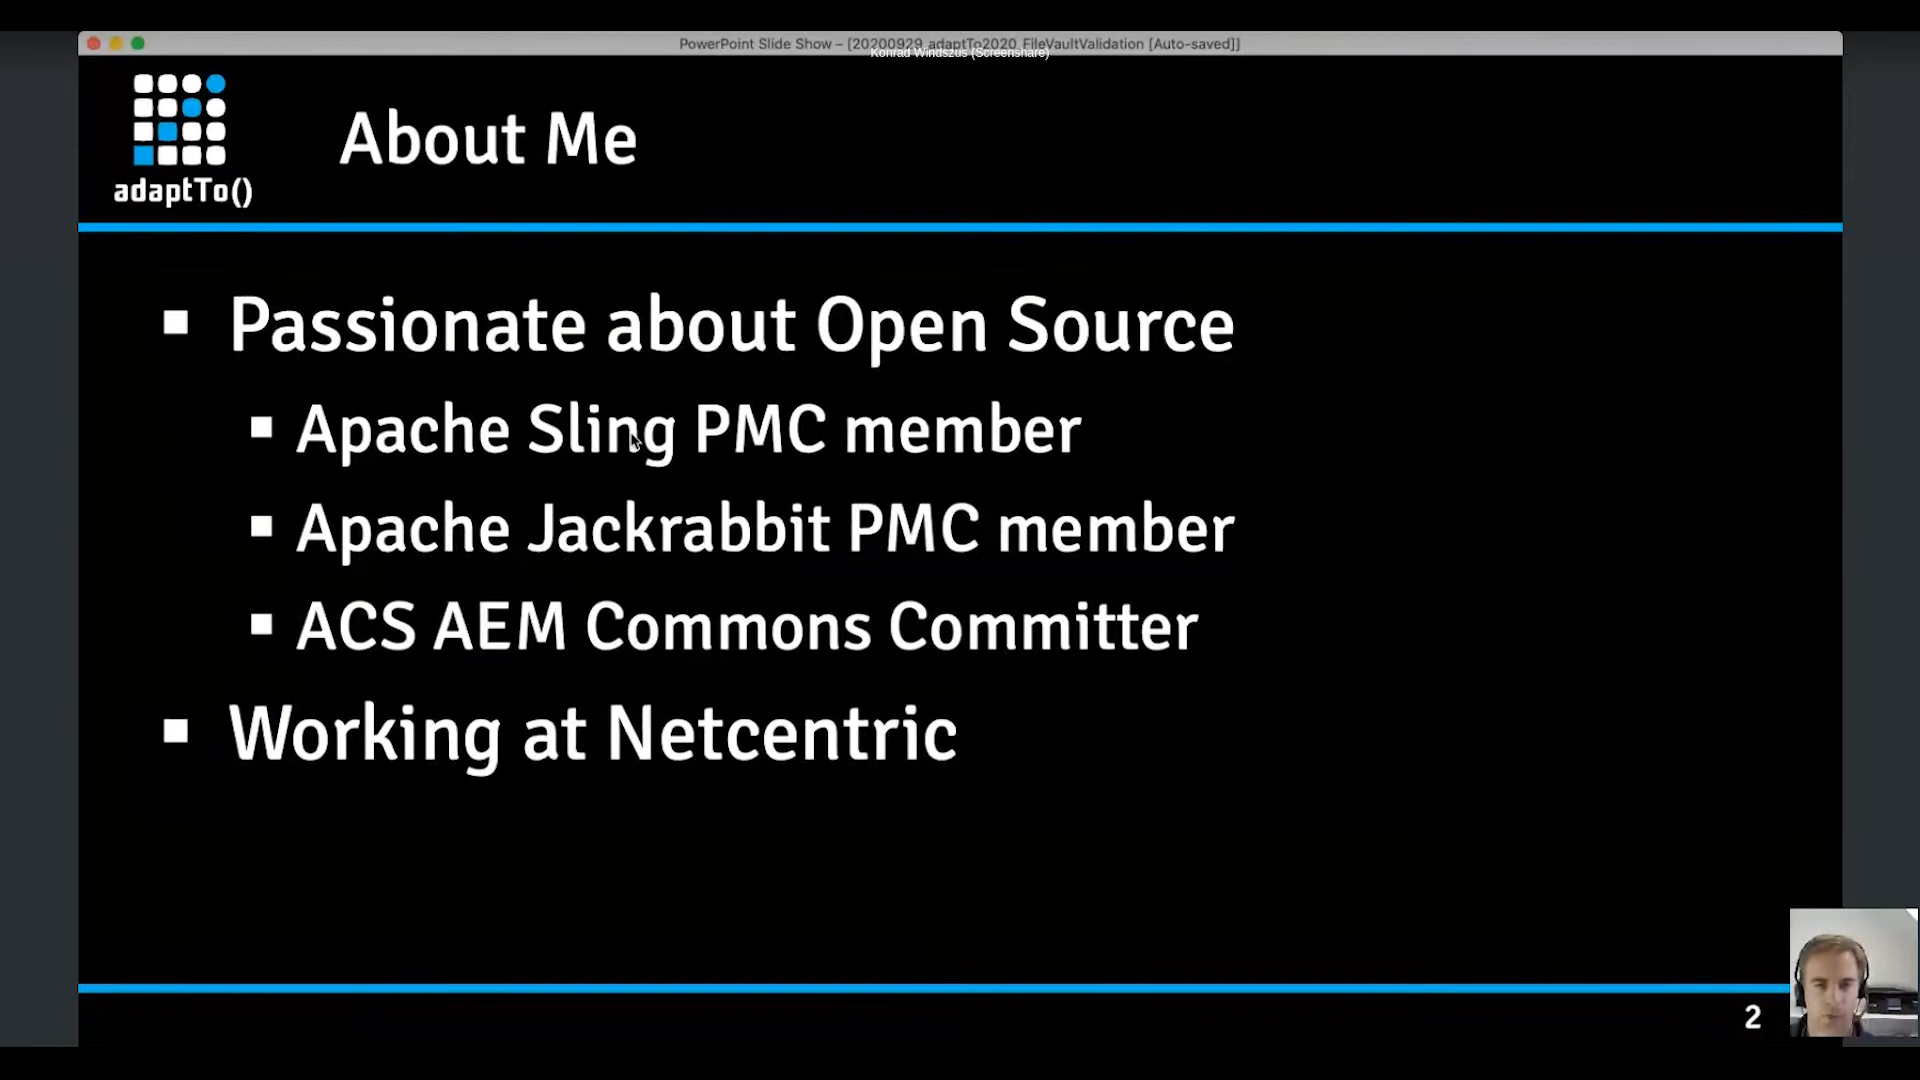 PowerPoint Slide Show – [20200929_adaptTo2020_FileVaultValidation [Auto-saved]]
Konrad Windszus (Screenshare)
adaptTo()
About Me
Passionate about Open Source
Apache Sling PMC member
Apache Jackrabbit PMC member
ACS AEM Commons Committer
Working at Netcentric
2